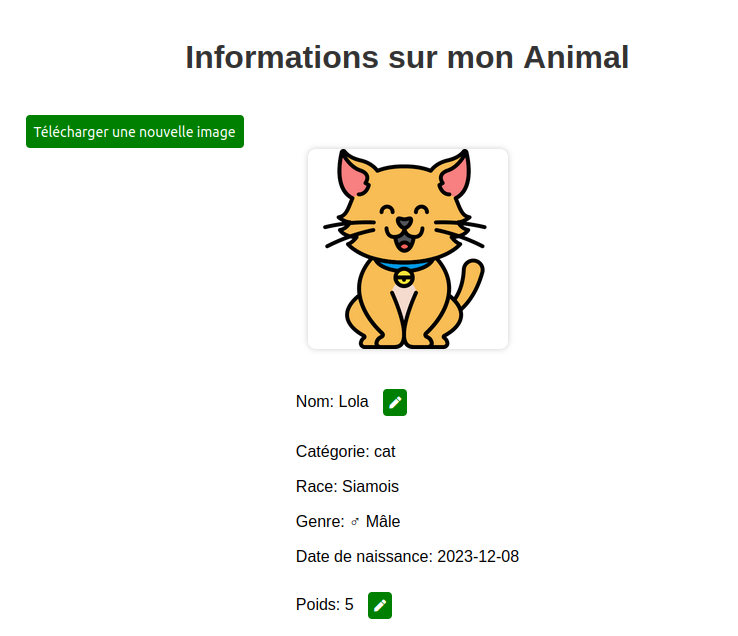 Informations sur mon Animal
Télécharger une nouvelle image
Nom: Lola
Catégorie: cat
Race: Siamois
Genre: ♂ Mâle
Date de naissance: 2023-12-08
Poids: 5